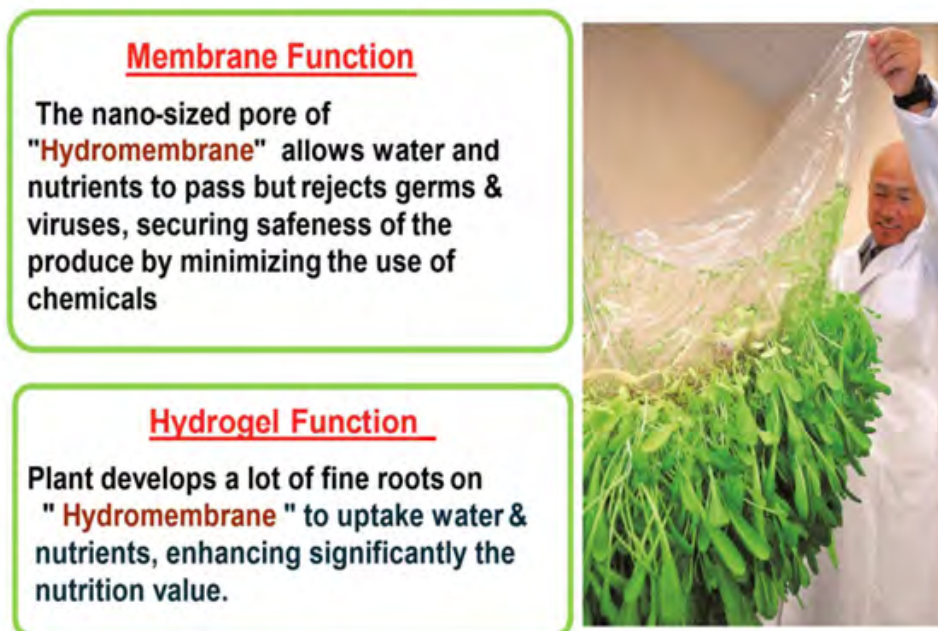 Membrane Function
The nano-sized pore of
"Hydromembrane" allows water and
nutrients to pass but rejects germs &
viruses, securing safeness of the
produce by minimizing the use of
chemicals
Hydrogel Function
Plant develops a lot of fine roots on
" Hydromembrane " to uptake water &
nutrients, enhancing significantly the
nutrition value.